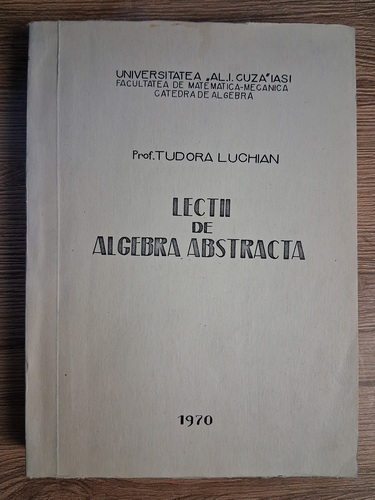 UNIVERSITATEA „AL.I. CUZA" IASI
FACULTATEA DE MATEMATICA-MECANICA
CATEDRA DE ALGEBRA
Prof. TUDORA LUCHIAN
LECTII
DE
ALGEBRA ABSTRACTA
1970